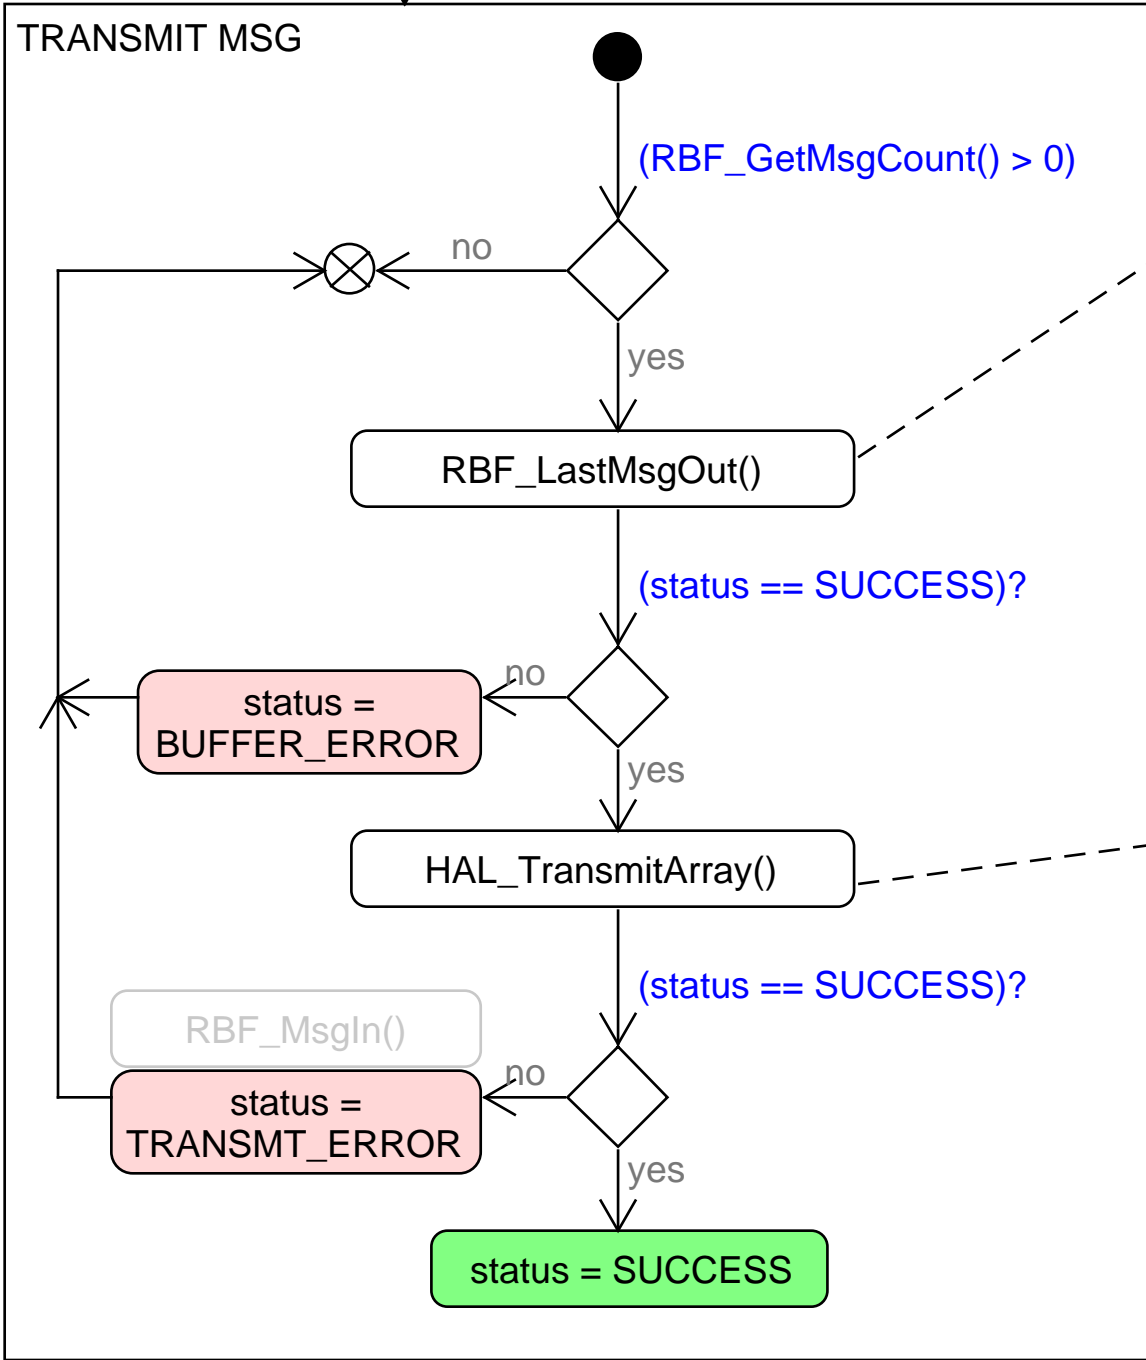 TRANSMIT MSG
(RBF_GetMsgCount() > 0)
no
yes
RBF_LastMsgOut()
(status == SUCCESS)?
no
status =
BUFFER_ERROR
yes
HAL_TransmitArray()
(status == SUCCESS)?
RBF_MsgIn()
no
status =
TRANSMT_ERROR
yes
status = SUCCESS